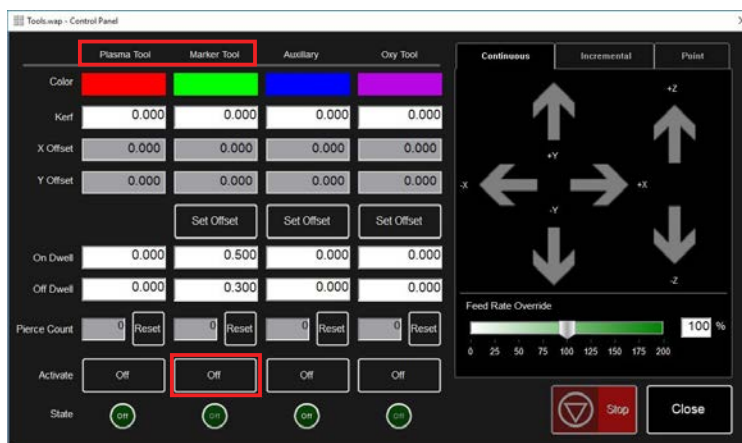 Tools.wap - Control Panel X
Plasma Tool Marker Tool Auxillary Oxy Tool
Color
Kerf 0.000 0.000 0.000 0.000
X Offset 0.000 0.000 0.000 0.000
Y Offset 0.000 0.000 0.000 0.000
Set Offset Set Offset Set Offset
On Dwell 0.000 0.500 0.000 0.000
Off Dwell 0.000 0.300 0.000 0.000
Pierce Count 0 Reset 0 Reset 0 Reset 0 Reset
Activate Off Off Off Off
State Off Off Off Off
Continuous Incremental Point
+Z
+Y
-X +X
-Y
-Z
Feed Rate Override
100 %
0 25 50 75 100 125 150 175 200
Stop Close